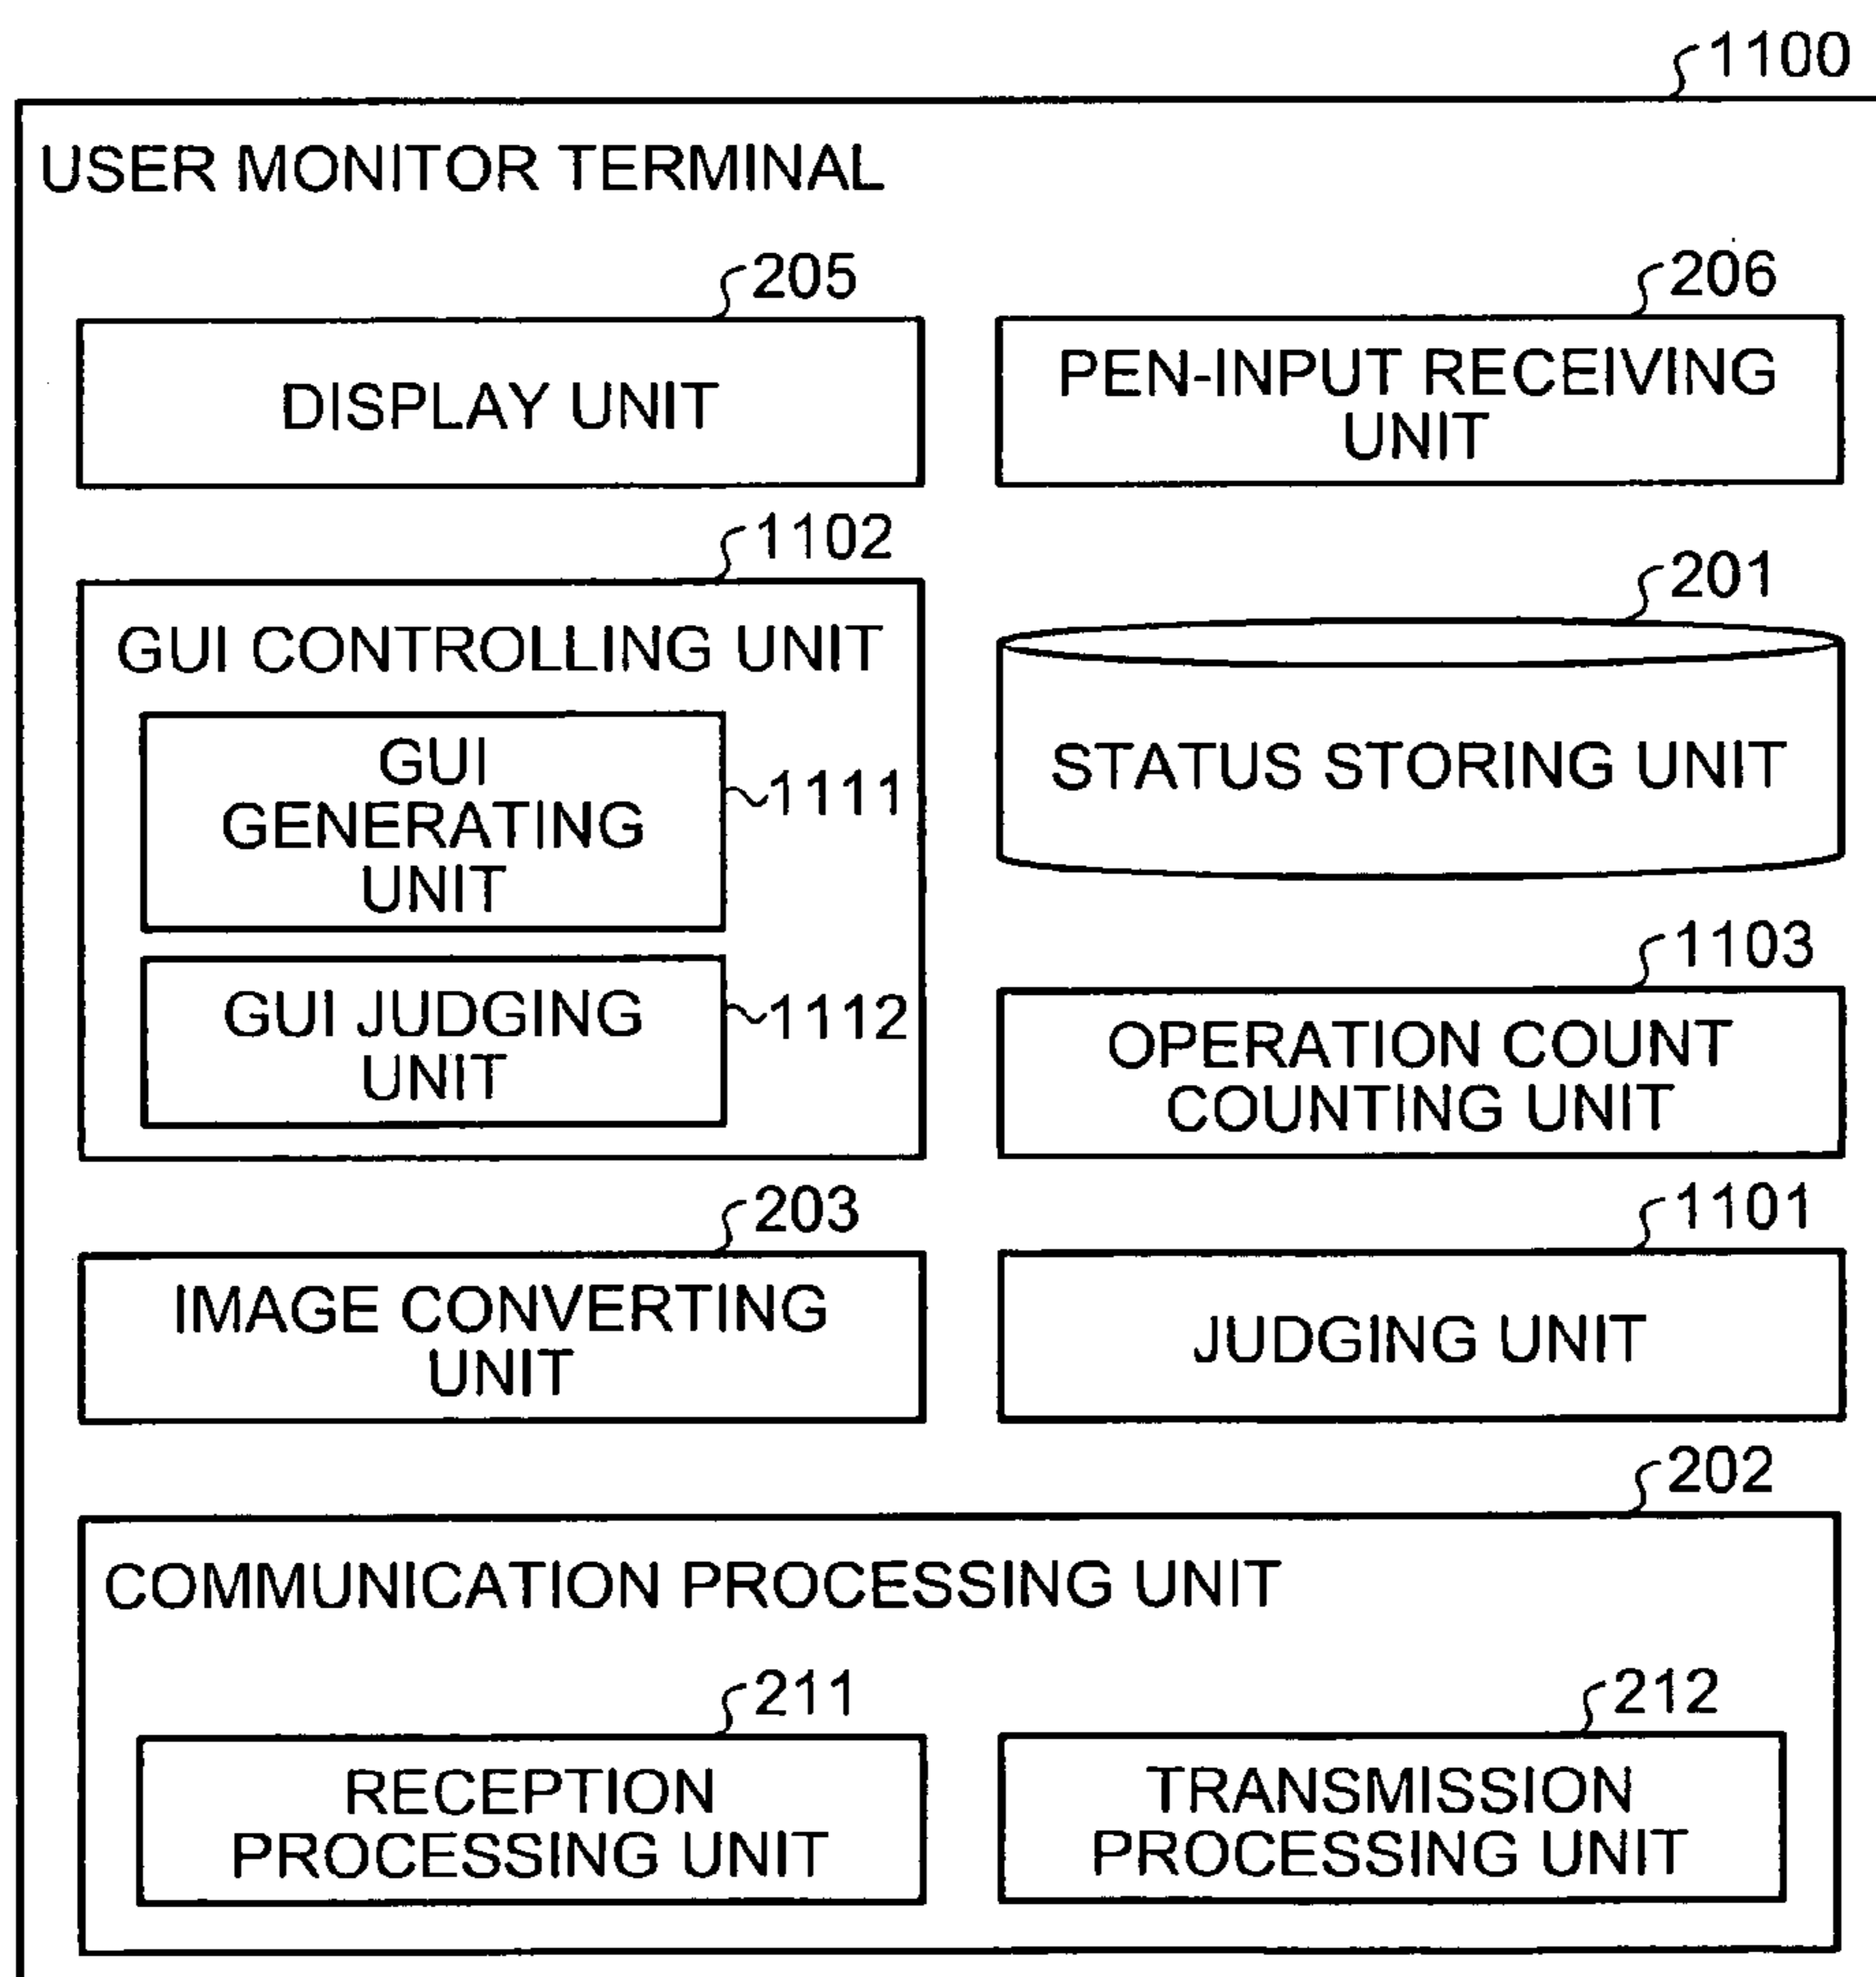 1100
USER MONITOR TERMINAL
205
DISPLAY UNIT
206
PEN-INPUT RECEIVING
UNIT
1102
GUI CONTROLLING UNIT
GUI
GENERATING
UNIT
1111
GUI JUDGING
UNIT
1112
201
STATUS STORING UNIT
1103
OPERATION COUNT
COUNTING UNIT
203
IMAGE CONVERTING
UNIT
1101
JUDGING UNIT
202
COMMUNICATION PROCESSING UNIT
211
RECEPTION
PROCESSING UNIT
212
TRANSMISSION
PROCESSING UNIT